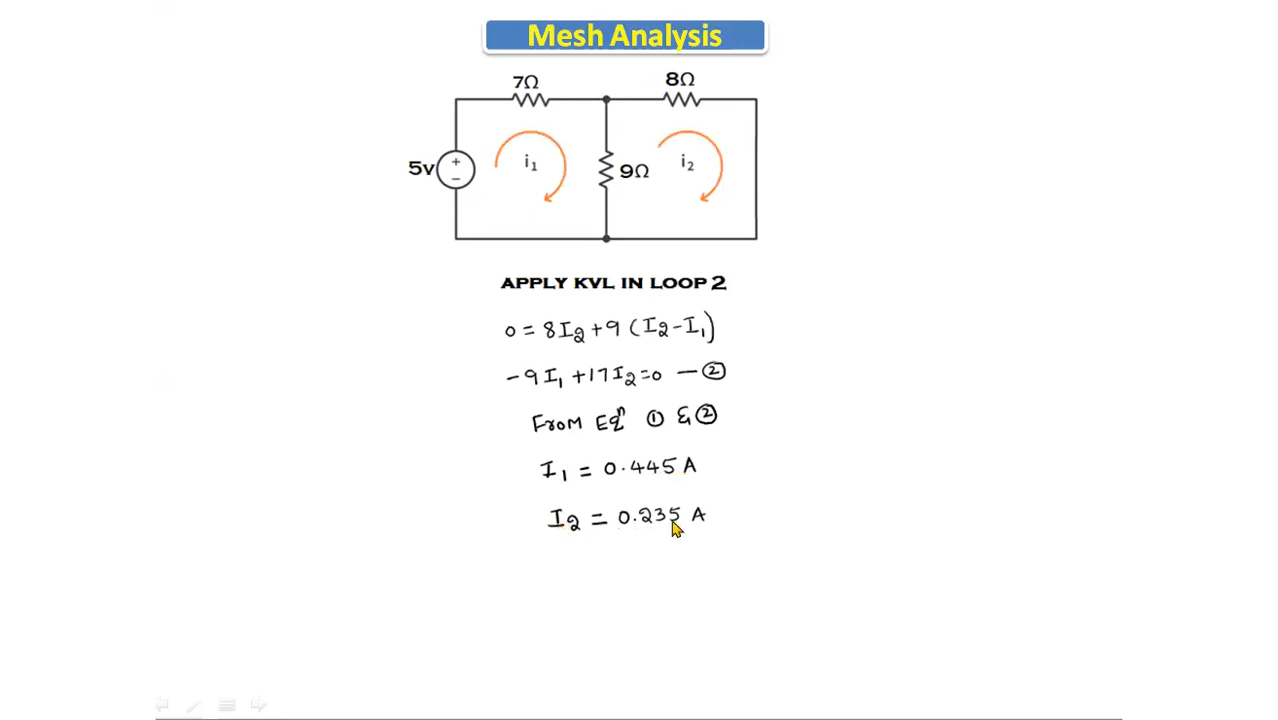 Mesh Analysis
7Ω
8Ω
5v
+
−
i₁
9Ω
i₂
APPLY KVL IN LOOP 2
0 = 8I₂ + 9 (I₂ - I₁)
-9I₁ + 17I₂ = 0 — ②
From Eqⁿ ① & ②
I₁ = 0.445 A
I₂ = 0.235 A